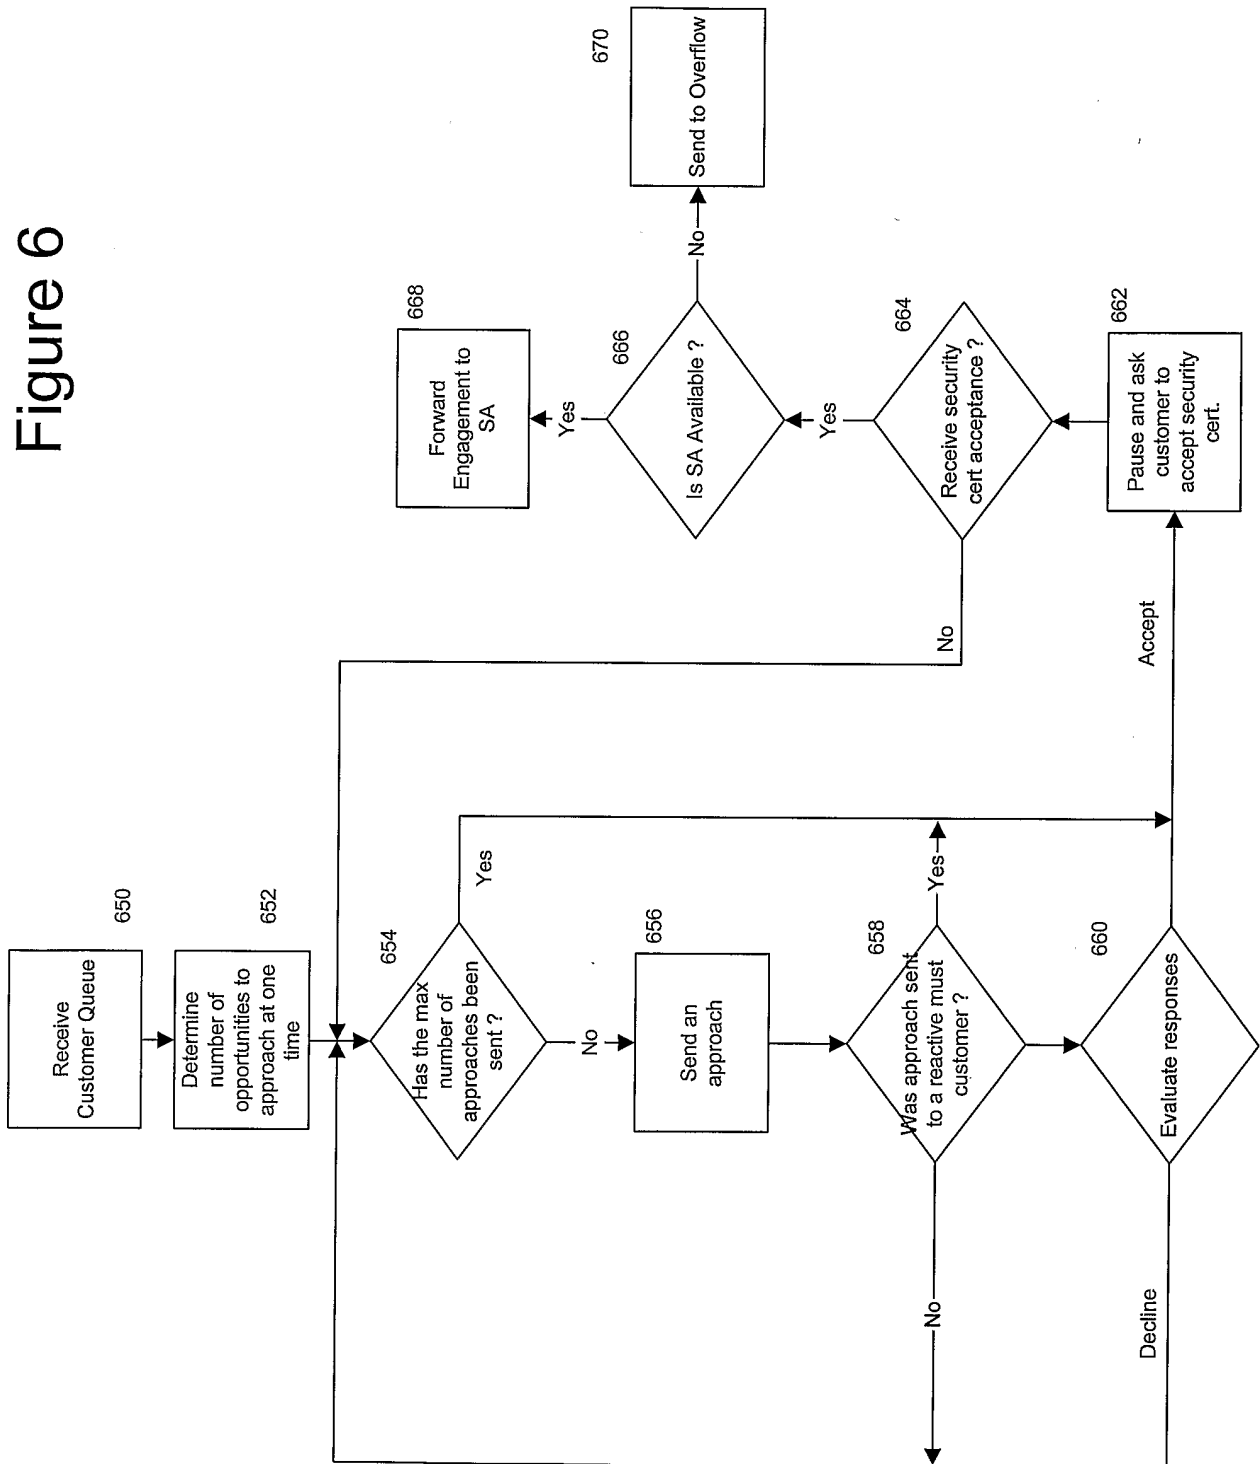 Figure 6
Receive
Customer Queue
650
Determine
number of
opportunities to
approach at one
time
652
Has the max
number of
approaches been
sent ?
654
Yes
No
Send an
approach
656
Was approach sent
to a reactive must
customer ?
658
Yes
No
Evaluate responses
660
Decline
Accept
Pause and ask
customer to
accept security
cert.
662
Receive security
cert acceptance ?
664
No
Yes
Is SA Available ?
666
Yes
No
Forward
Engagement to
SA
668
Send to Overflow
670